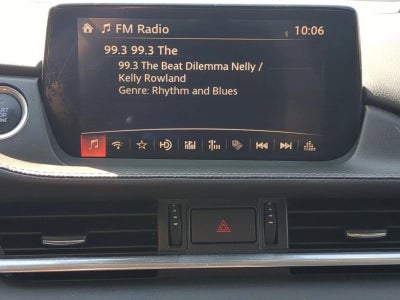 FM Radio 10:06
99.3 99.3 The
99.3 The Beat Dilemma Nelly /
Kelly Rowland
Genre: Rhythm and Blues